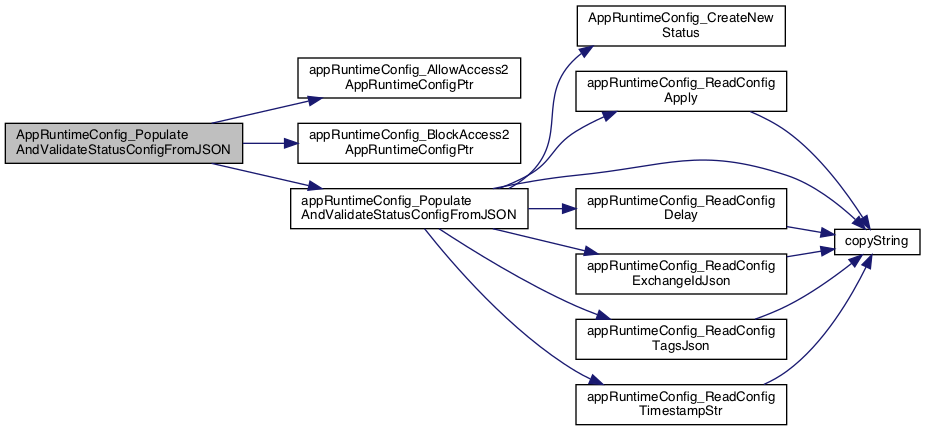 AppRuntimeConfig_Populate
AndValidateStatusConfigFromJSON
appRuntimeConfig_AllowAccess2
AppRuntimeConfigPtr
appRuntimeConfig_BlockAccess2
AppRuntimeConfigPtr
appRuntimeConfig_Populate
AndValidateStatusConfigFromJSON
AppRuntimeConfig_CreateNew
Status
appRuntimeConfig_ReadConfig
Apply
appRuntimeConfig_ReadConfig
Delay
appRuntimeConfig_ReadConfig
ExchangeIdJson
appRuntimeConfig_ReadConfig
TagsJson
appRuntimeConfig_ReadConfig
TimestampStr
copyString